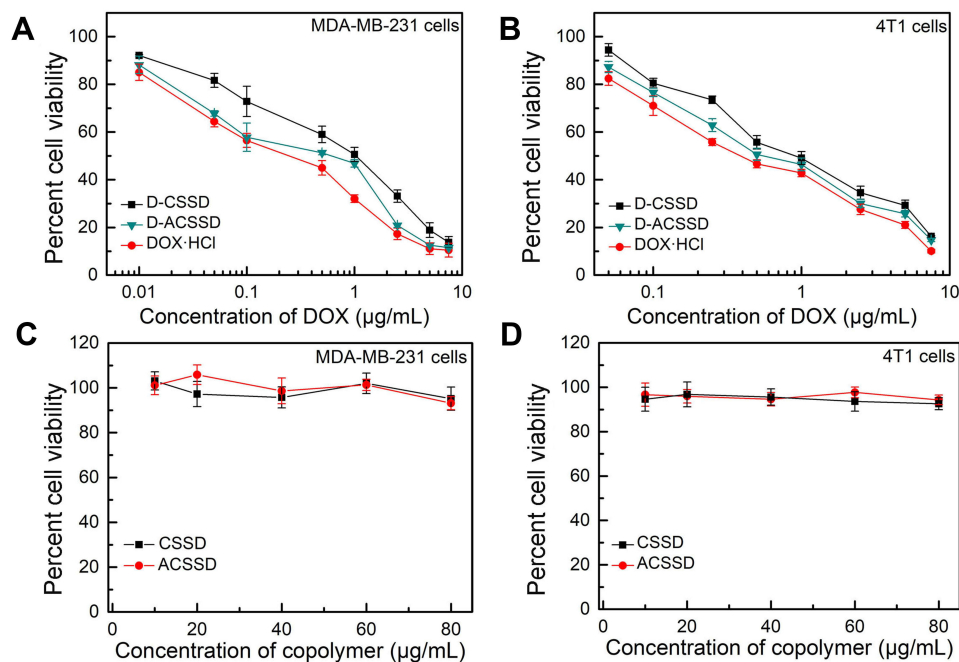 A
MDA-MB-231 cells
Percent cell viability
100
80
60
40
20
0
D-CSSD
D-ACSSD
DOX·HCl
0.01
0.1
1
10
Concentration of DOX (µg/mL)
B
4T1 cells
Percent cell viability
100
80
60
40
20
0
D-CSSD
D-ACSSD
DOX·HCl
0.1
1
10
Concentration of DOX (µg/mL)
C
MDA-MB-231 cells
Percent cell viability
120
100
80
60
40
20
0
CSSD
ACSSD
0
20
40
60
80
Concentration of copolymer (µg/mL)
D
4T1 cells
Percent cell viability
120
100
80
60
40
20
0
CSSD
ACSSD
0
20
40
60
80
Concentration of copolymer (µg/mL)